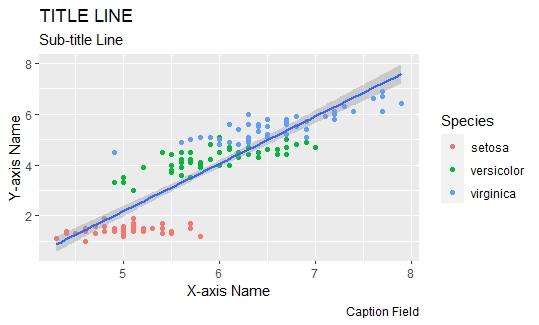 TITLE LINE
Sub-title Line
8
6
4
2
Y-axis Name
5 6 7 8
X-axis Name
Species
setosa
versicolor
virginica
Caption Field